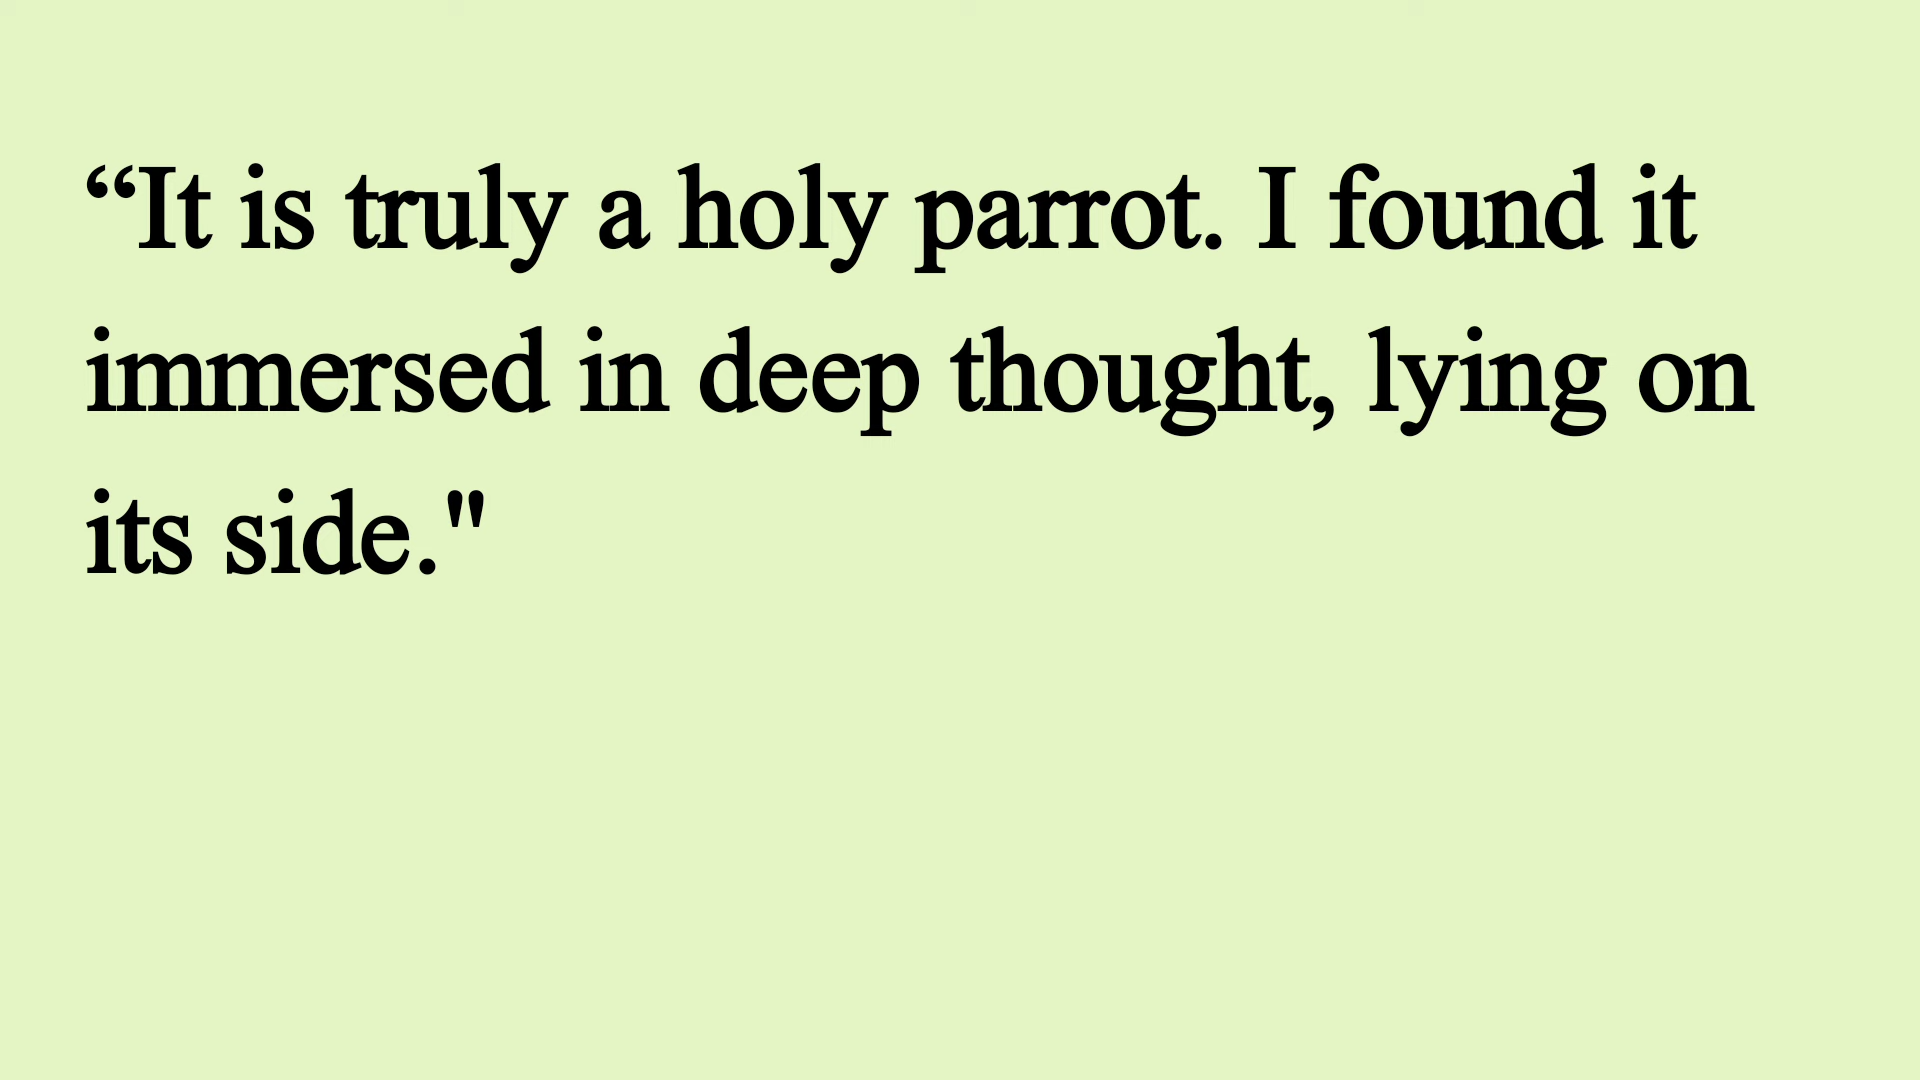 “It is truly a holy parrot. I found it
immersed in deep thought, lying on
its side."